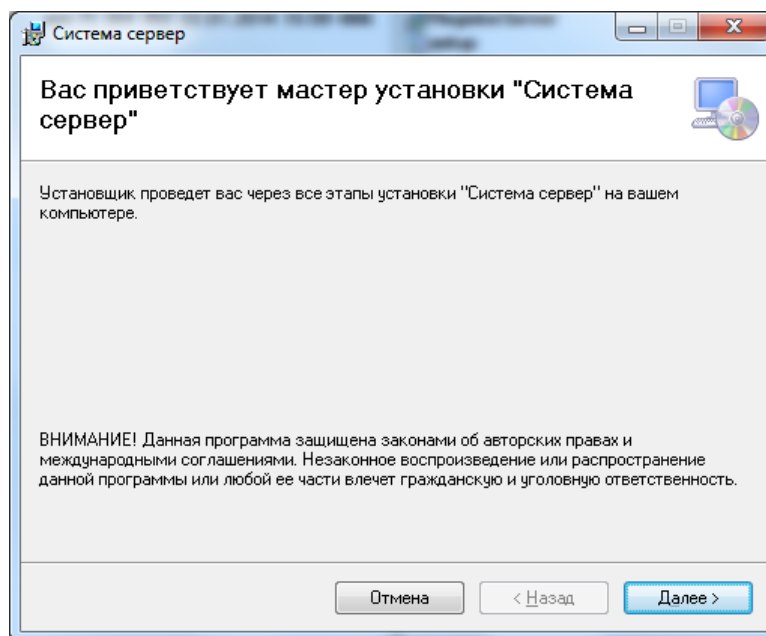 Система сервер
Вас приветствует мастер установки "Система
сервер"
Установщик проведет вас через все этапы установки "Система сервер" на вашем
компьютере.
ВНИМАНИЕ! Данная программа защищена законами об авторских правах и
международными соглашениями. Незаконное воспроизведение или распространение
данной программы или любой ее части влечет гражданскую и уголовную ответственность.
Отмена
< Назад
Далее >